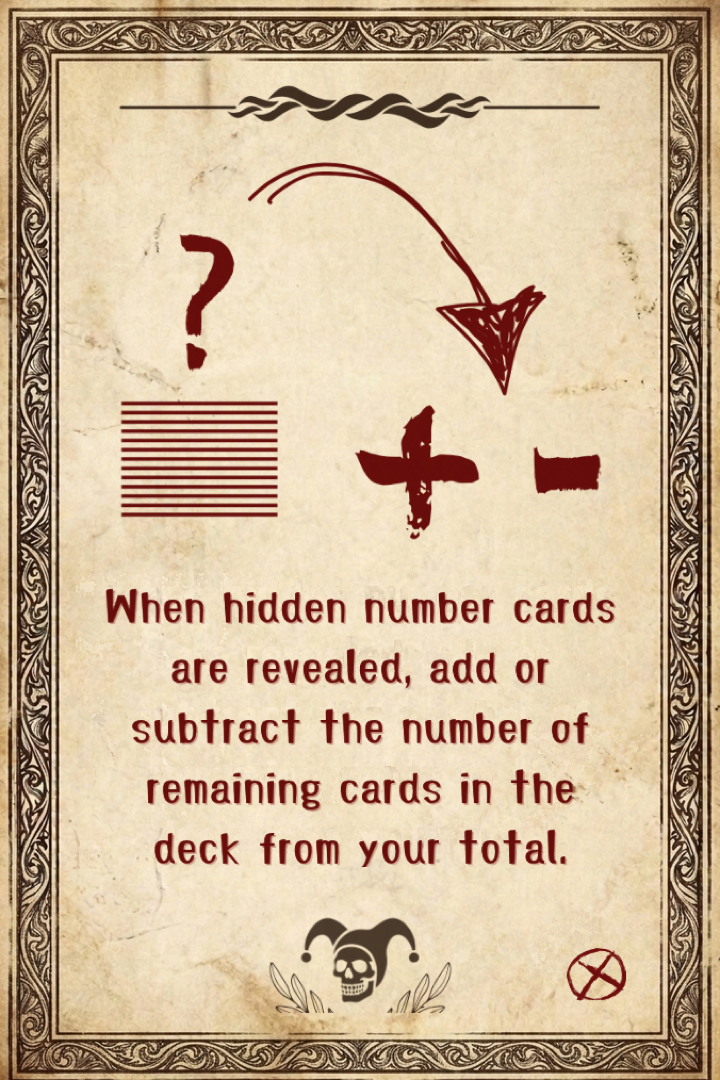 ?
+ -
When hidden number cards
are revealed, add or
subtract the number of
remaining cards in the
deck from your total.